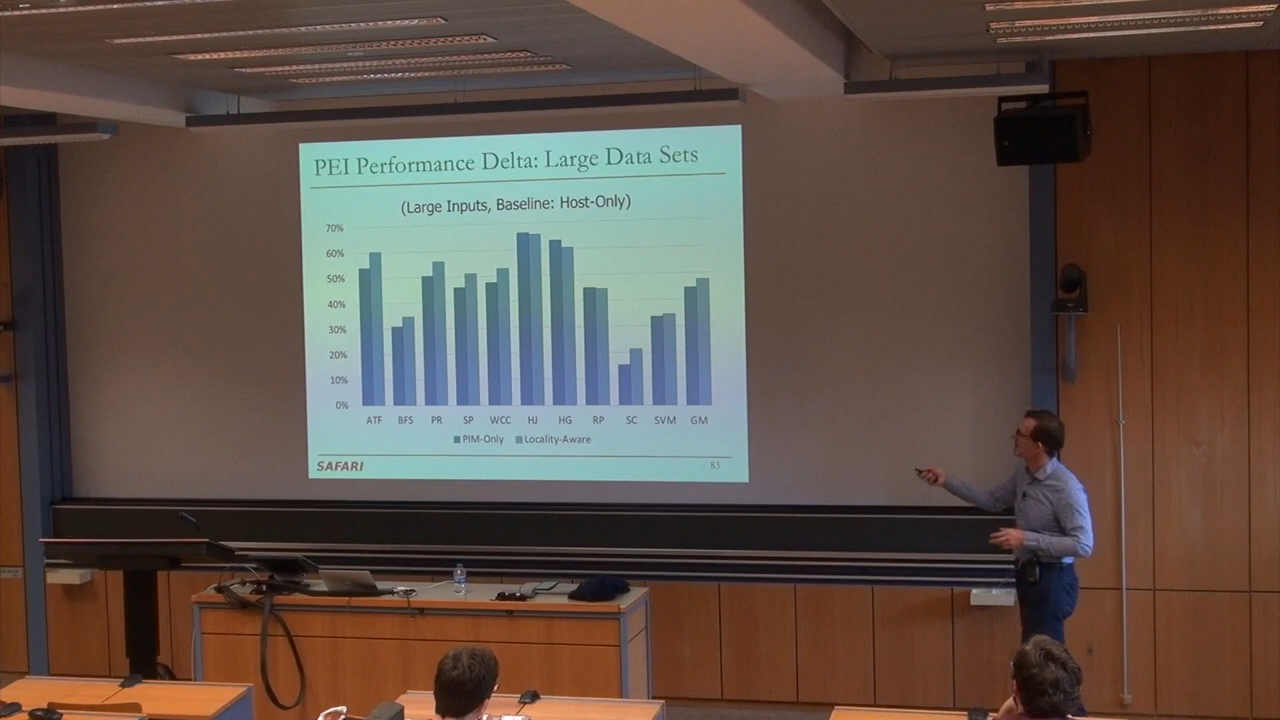 PEI Performance Delta: Large Data Sets
(Large Inputs, Baseline: Host-Only)
70%
60%
50%
40%
30%
20%
10%
0%
ATF BFS PR SP WCC HJ HG RP SC SVM GM
PIM-Only Locality-Aware
SAFARI 83